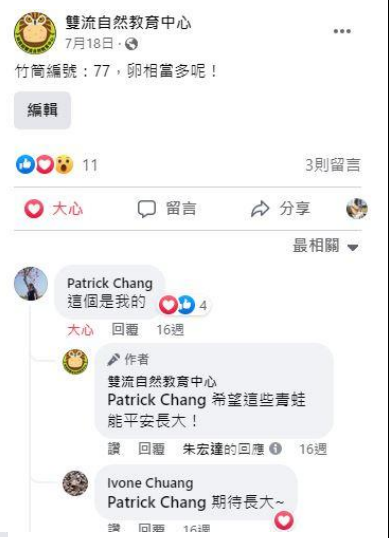 雙流自然教育中心
7月18日 ·
竹筒編號：77，卵相當多呢！
編輯
11
3則留言
大心
留言
分享
最相關
Patrick Chang
這個是我的
4
大心 回覆 16週
作者
雙流自然教育中心
Patrick Chang 希望這些青蛙
能平安長大！
讚 回覆 朱宏達的回應 16週
Ivone Chuang
Patrick Chang 期待長大~
讚 回覆 16週